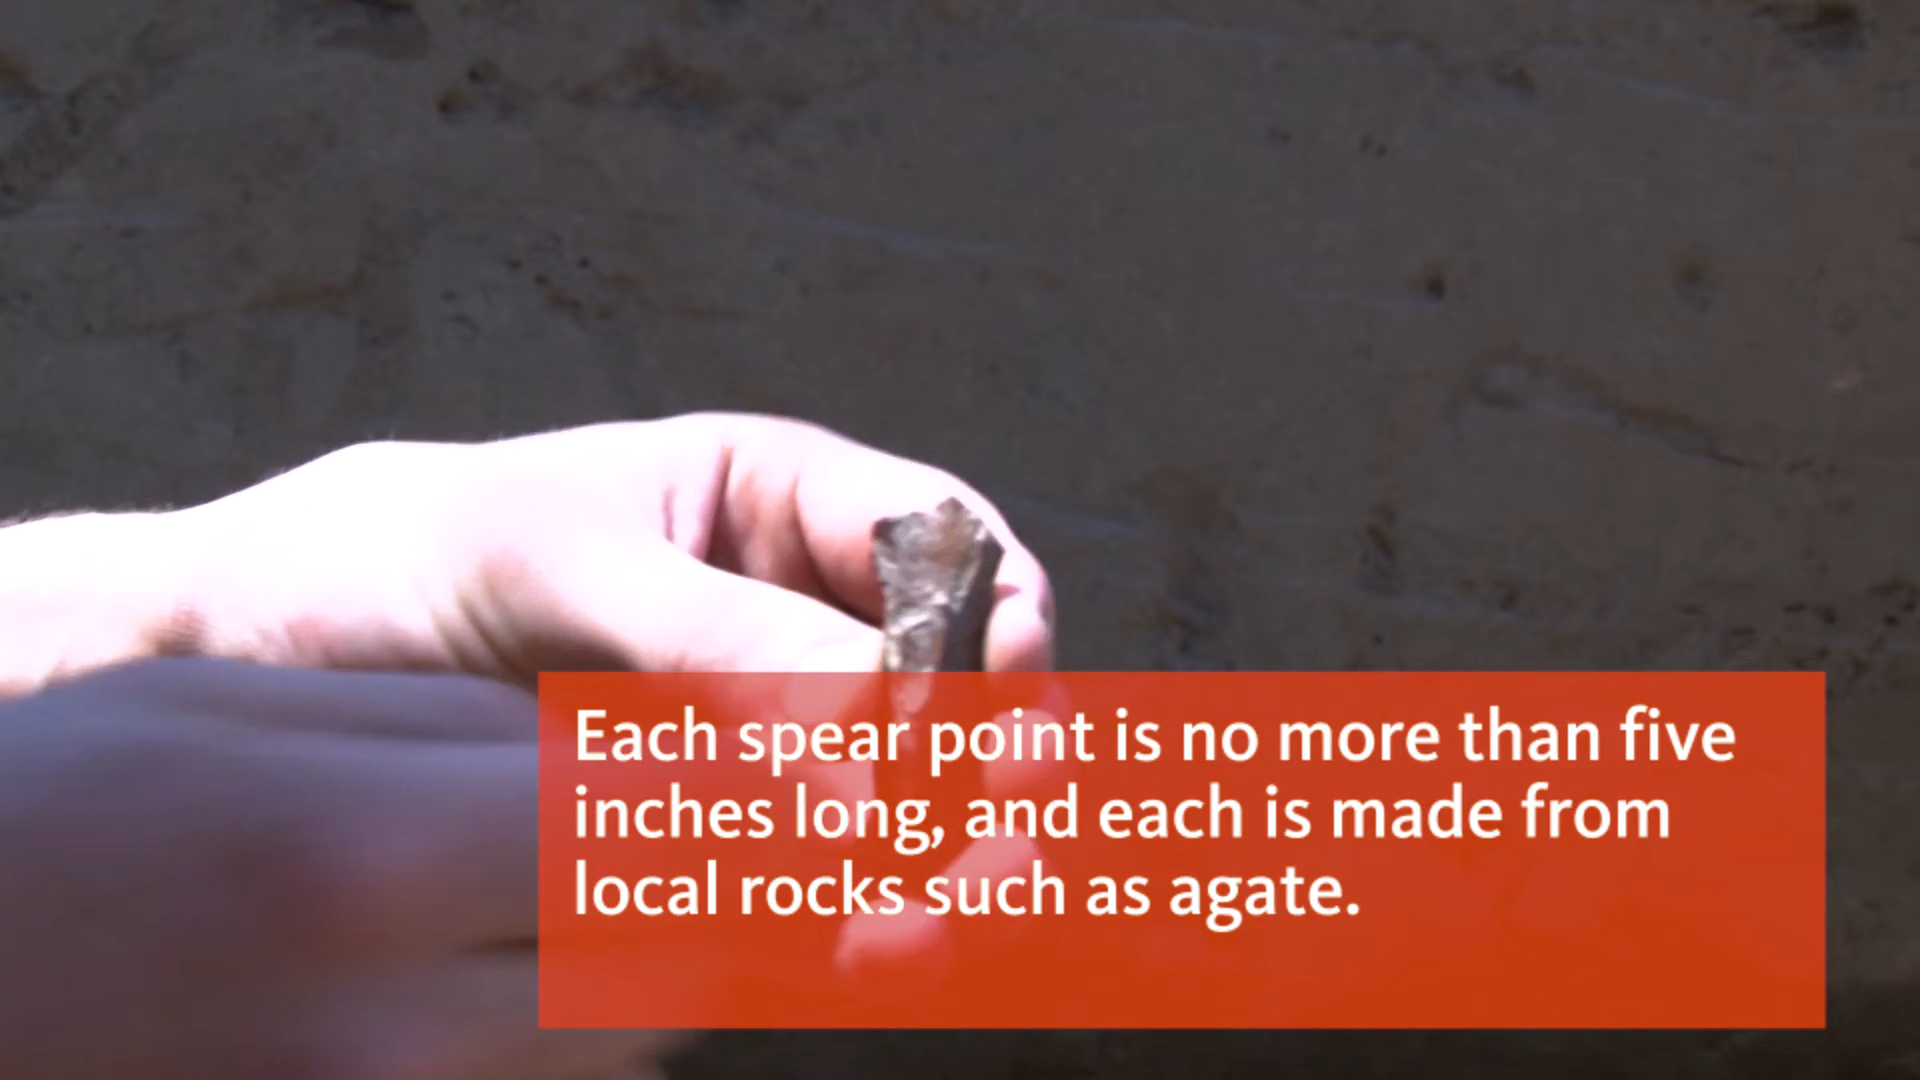 Each spear point is no more than five
inches long, and each is made from
local rocks such as agate.